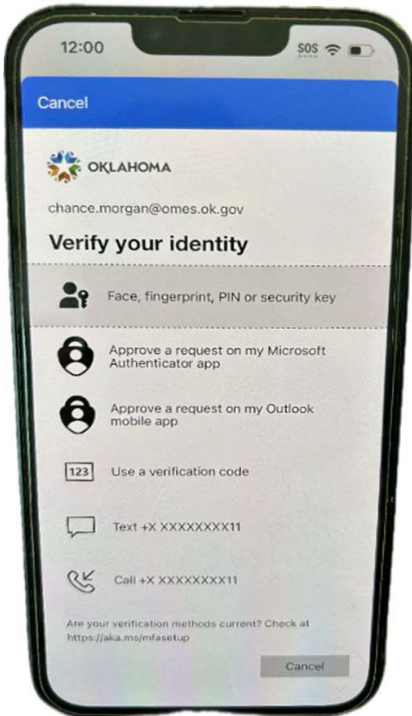 12:00 SOS
Cancel
OKLAHOMA
chance.morgan@omes.ok.gov
Verify your identity
Face, fingerprint, PIN or security key
Approve a request on my Microsoft
Authenticator app
Approve a request on my Outlook
mobile app
123 Use a verification code
Text +X XXXXXXXX11
Call +X XXXXXXXX11
Are your verification methods current? Check at
https://aka.ms/mfasetup
Cancel